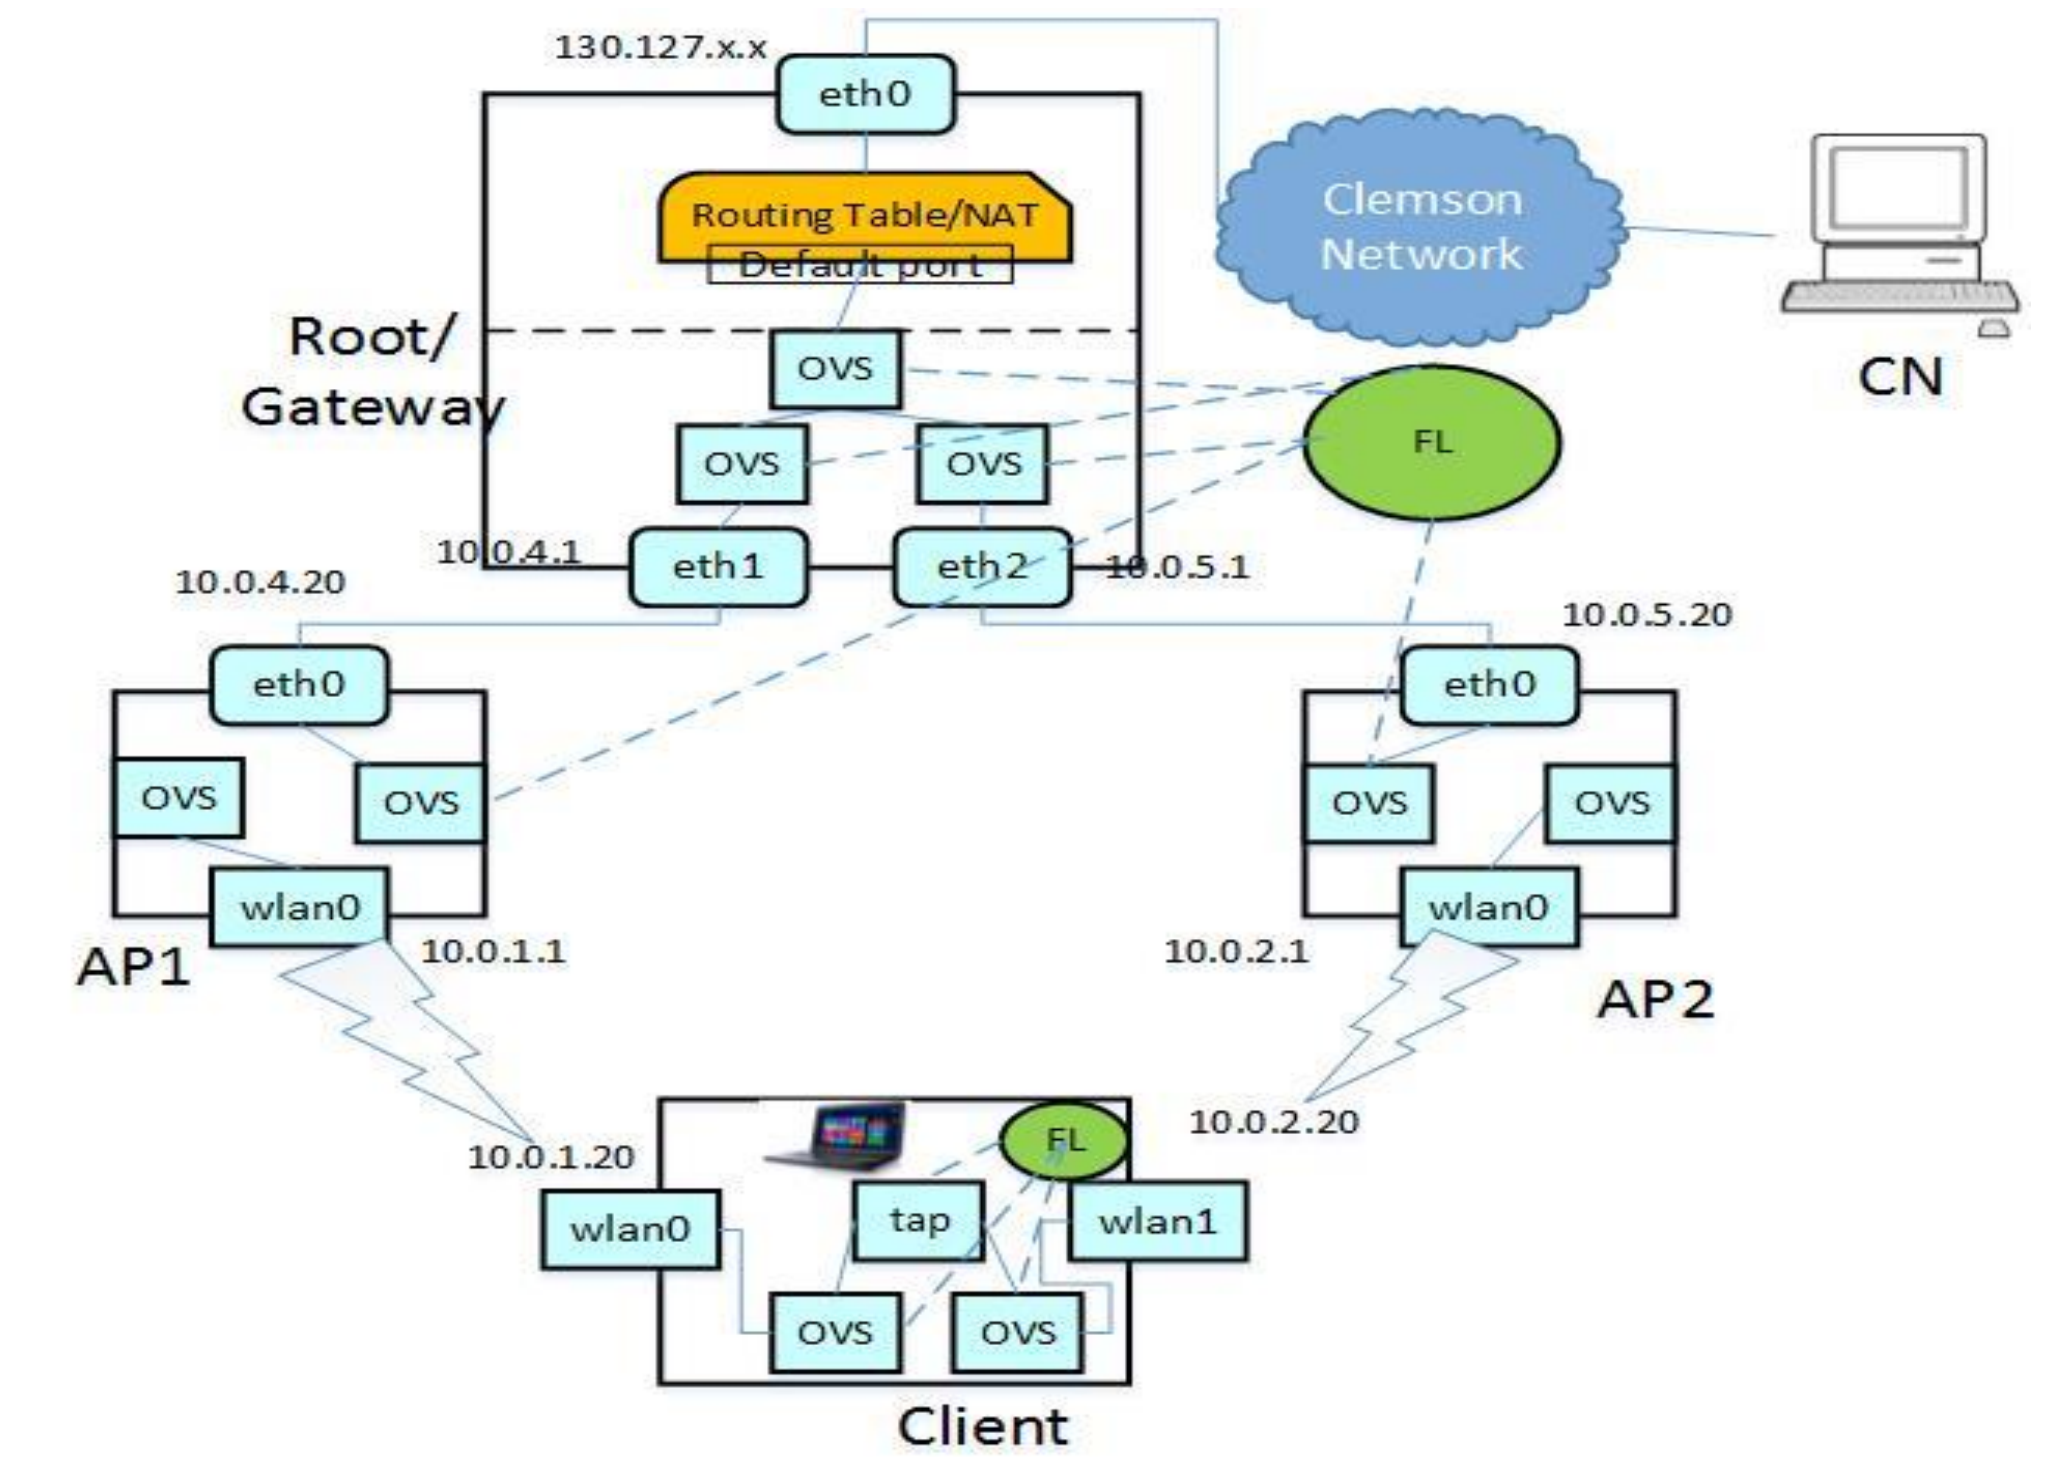 130.127.x.x
eth0
Routing Table/NAT
Default port
Clemson
Network
CN
Root/
Gateway
OVS
OVS
OVS
FL
10.0.4.1
eth1
eth2
10.0.5.1
10.0.4.20
10.0.5.20
eth0
eth0
OVS
OVS
OVS
OVS
wlan0
wlan0
AP1
10.0.1.1
10.0.2.1
AP2
10.0.1.20
10.0.2.20
FL
wlan0
tap
wlan1
OVS
OVS
Client